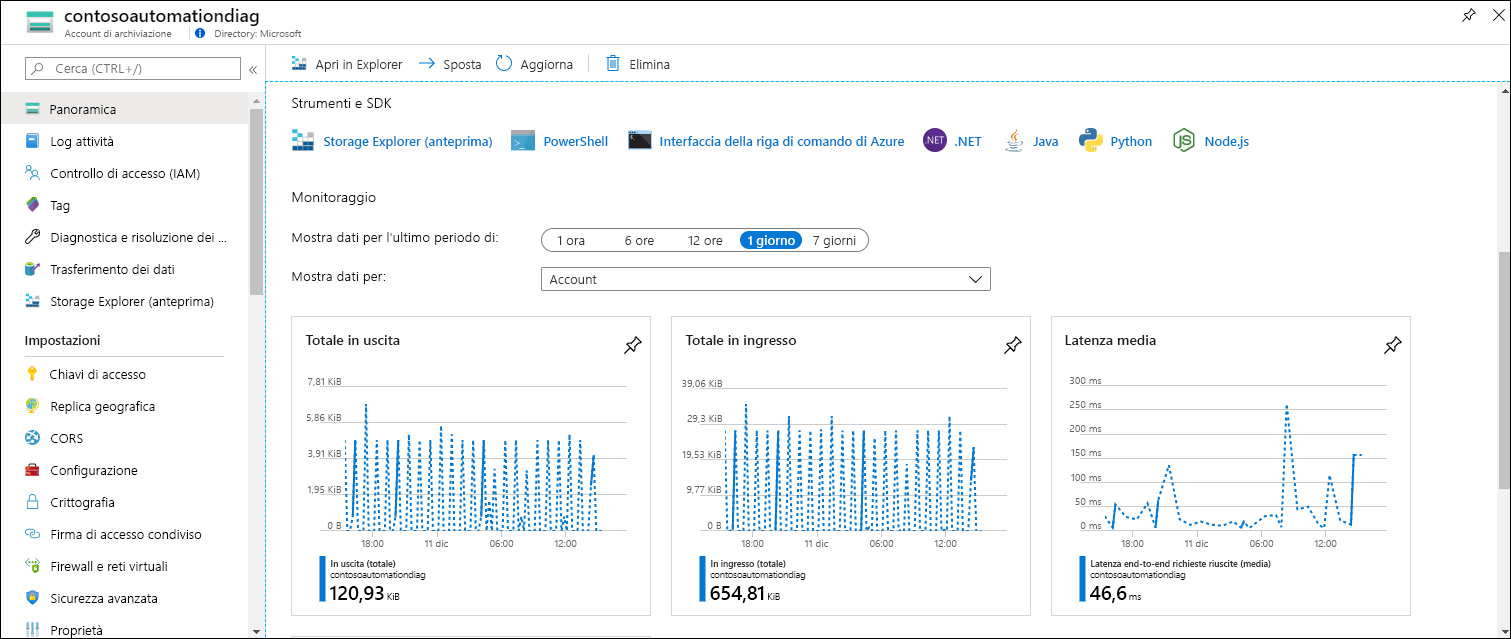 contosoautomationdiag
Account di archiviazione
Directory: Microsoft
Cerca (CTRL+/)
«
Panoramica
Log attività
Controllo di accesso (IAM)
Tag
Diagnostica e risoluzione dei ...
Trasferimento dei dati
Storage Explorer (anteprima)
Impostazioni
Chiavi di accesso
Replica geografica
CORS
Configurazione
Crittografia
Firma di accesso condiviso
Firewall e reti virtuali
Sicurezza avanzata
Proprietà
Apri in Explorer Sposta Aggiorna Elimina
Strumenti e SDK
Storage Explorer (anteprima) PowerShell Interfaccia della riga di comando di Azure .NET .NET Java Python JS Node.js
Monitoraggio
Mostra dati per l'ultimo periodo di: 1 ora 6 ore 12 ore 1 giorno 7 giorni
Mostra dati per: Account
Totale in uscita
7,81 KiB
5,86 KiB
3,91 KiB
1,95 KiB
0 B
18:00 11 dic 06:00 12:00
In uscita (totale)
contosoautomationdiag
120,93 KiB
Totale in ingresso
39,06 KiB
29,3 KiB
19,53 KiB
9,77 KiB
0 B
18:00 11 dic 06:00 12:00
In ingresso (totale)
contosoautomationdiag
654,81 KiB
Latenza media
300 ms
250 ms
200 ms
150 ms
100 ms
50 ms
0 ms
18:00 11 dic 06:00 12:00
Latenza end-to-end richieste riuscite (media)
contosoautomationdiag
46,6 ms